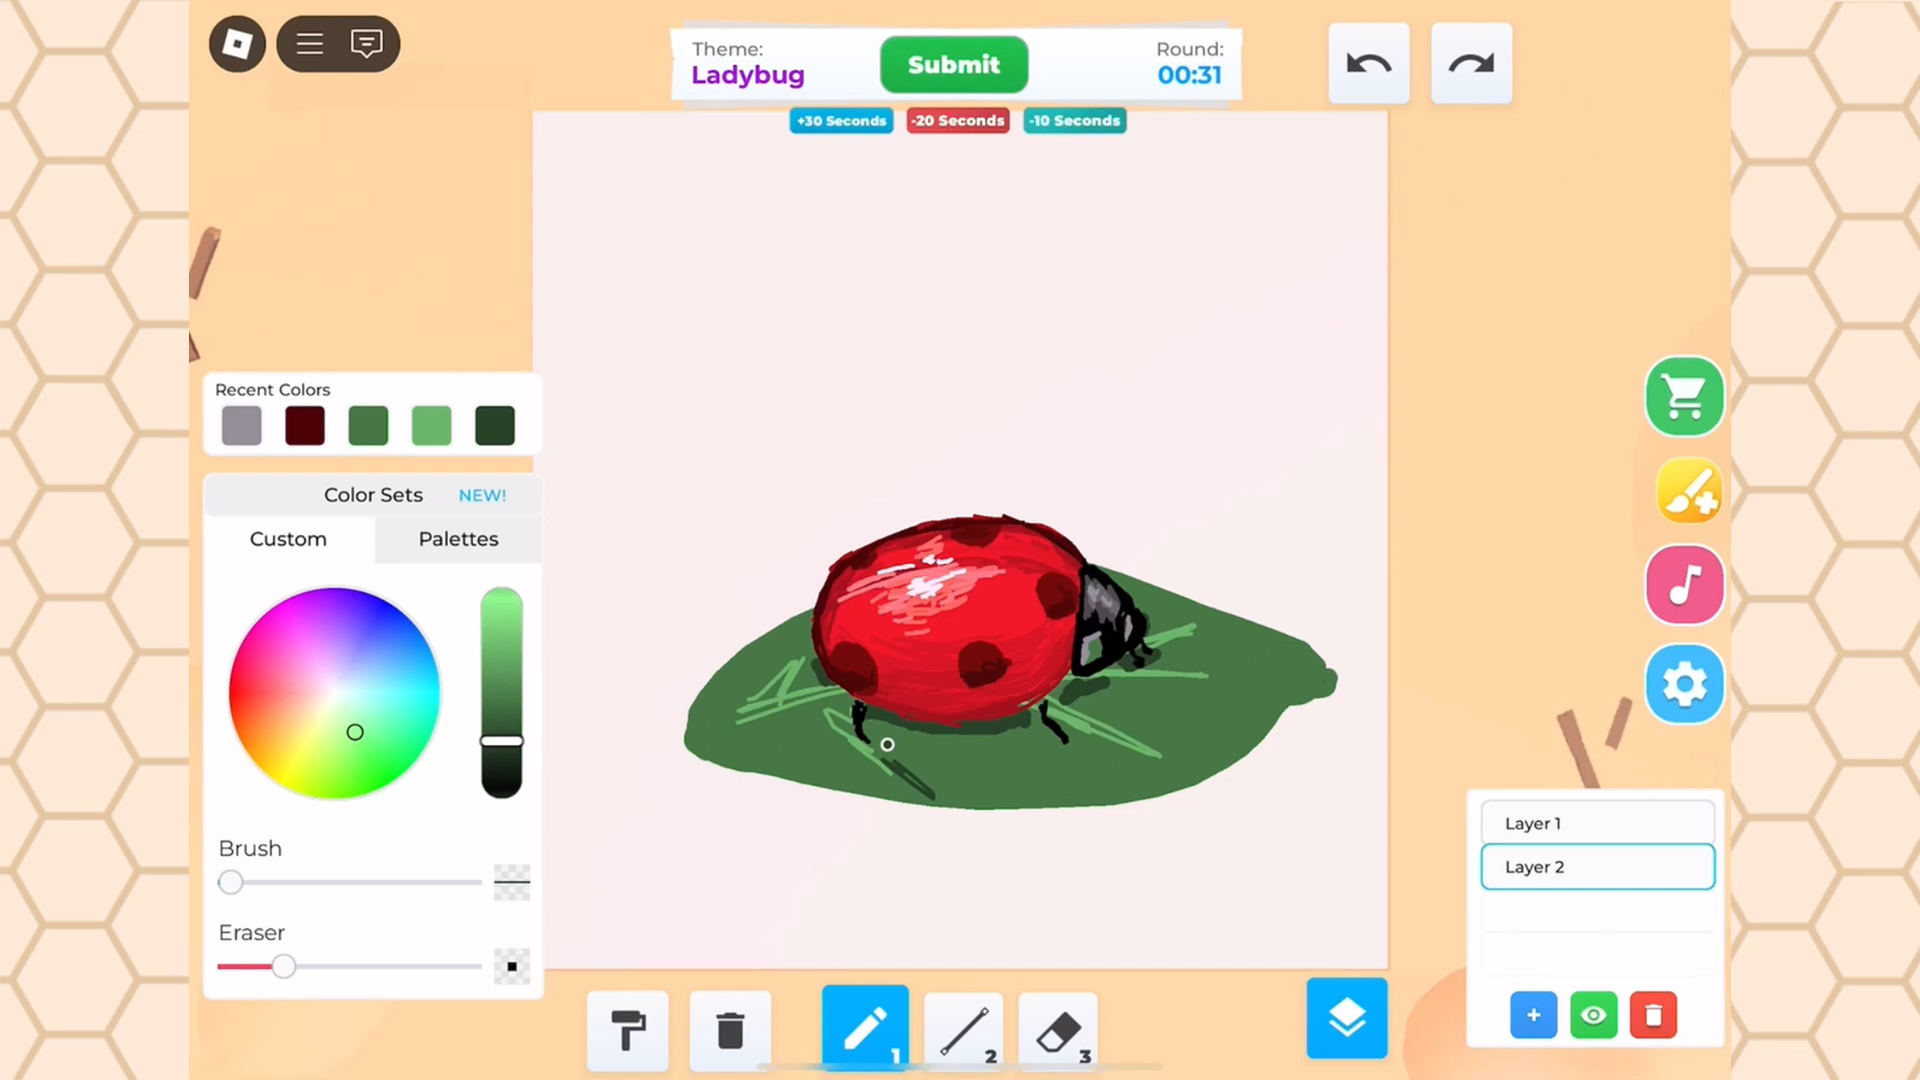 Theme:
Ladybug
Submit
Round:
00:31
+30 Seconds
-20 Seconds
-10 Seconds
Recent Colors
Color Sets NEW!
Custom
Palettes
Brush
Eraser
1
2
3
Layer 1
Layer 2
+